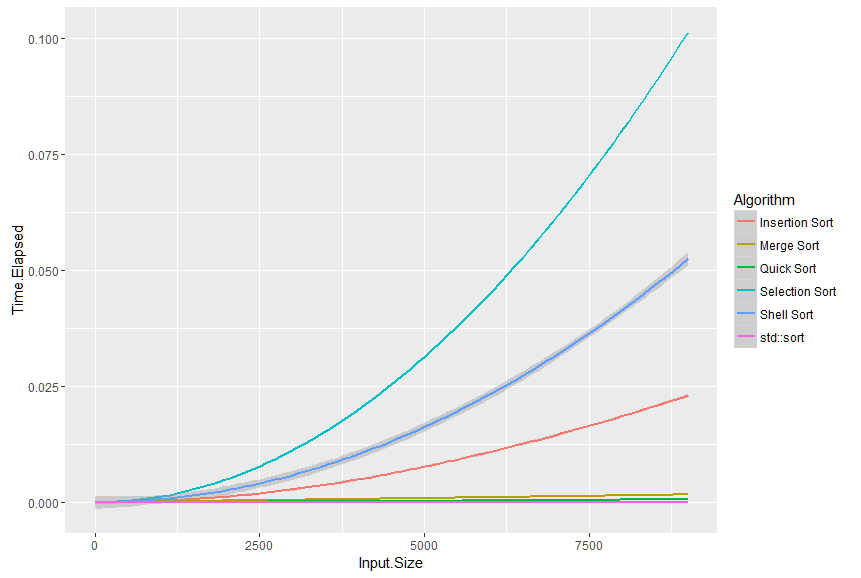 0.100
0.075
0.050
0.025
0.000
Time.Elapsed
0
2500
5000
7500
Input.Size
Algorithm
Insertion Sort
Merge Sort
Quick Sort
Selection Sort
Shell Sort
std::sort